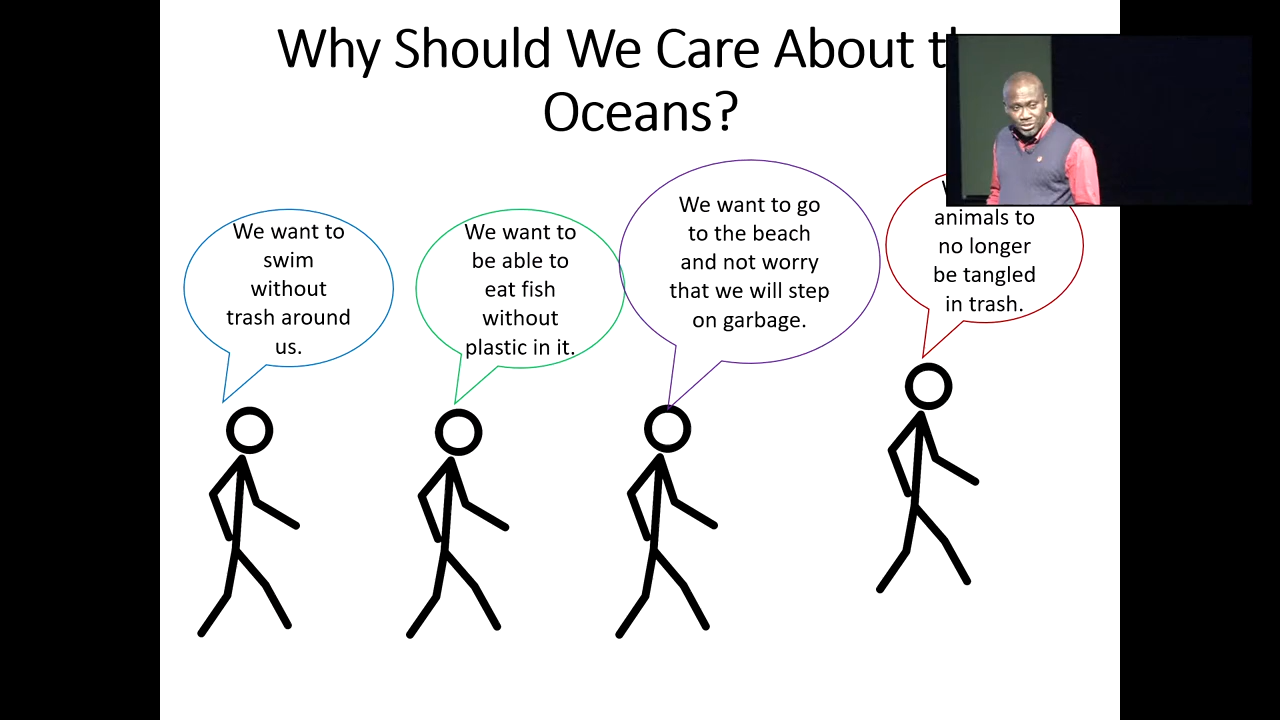 Why Should We Care About
Oceans?
We want to
swim
without
trash around
us.
We want to
be able to
eat fish
without
plastic in it.
We want to go
to the beach
and not worry
that we will step
on garbage.
animals to
no longer
be tangled
in trash.